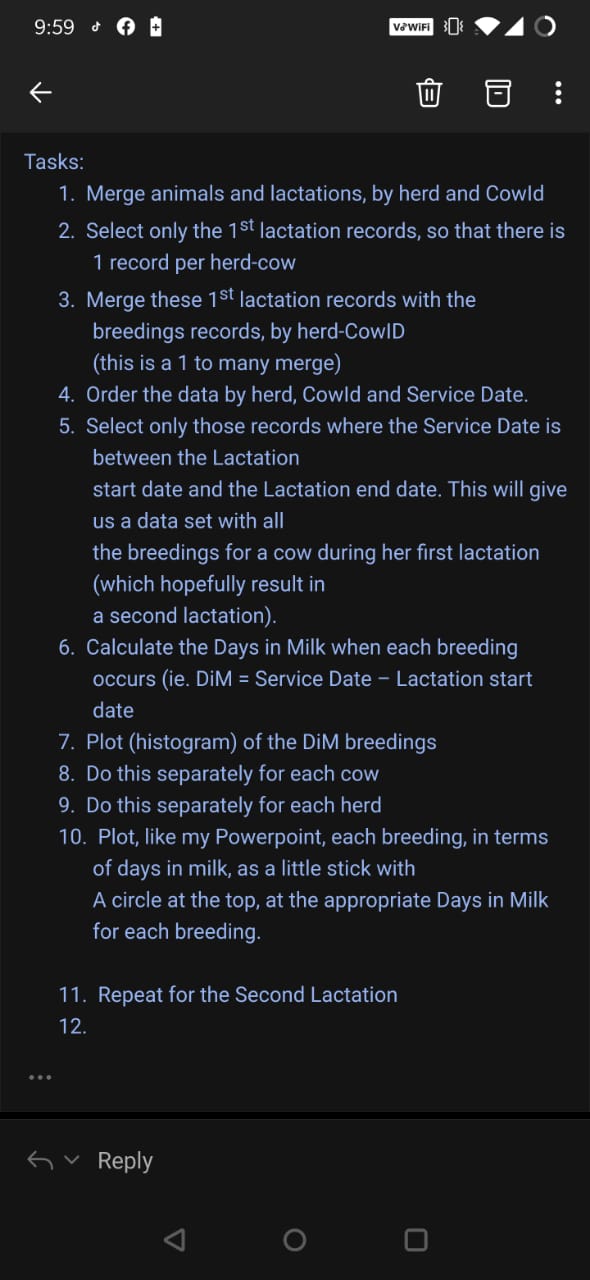 9:59
Vo WiFi
Tasks:
1. Merge animals and lactations, by herd and CowId
2. Select only the 1st lactation records, so that there is
1 record per herd-cow
3. Merge these 1st lactation records with the
breedings records, by herd-CowID
(this is a 1 to many merge)
4. Order the data by herd, CowId and Service Date.
5. Select only those records where the Service Date is
between the Lactation
start date and the Lactation end date. This will give
us a data set with all
the breedings for a cow during her first lactation
(which hopefully result in
a second lactation).
6. Calculate the Days in Milk when each breeding
occurs (ie. DiM = Service Date – Lactation start
date
7. Plot (histogram) of the DiM breedings
8. Do this separately for each cow
9. Do this separately for each herd
10. Plot, like my Powerpoint, each breeding, in terms
of days in milk, as a little stick with
A circle at the top, at the appropriate Days in Milk
for each breeding.
11. Repeat for the Second Lactation
12.
Reply